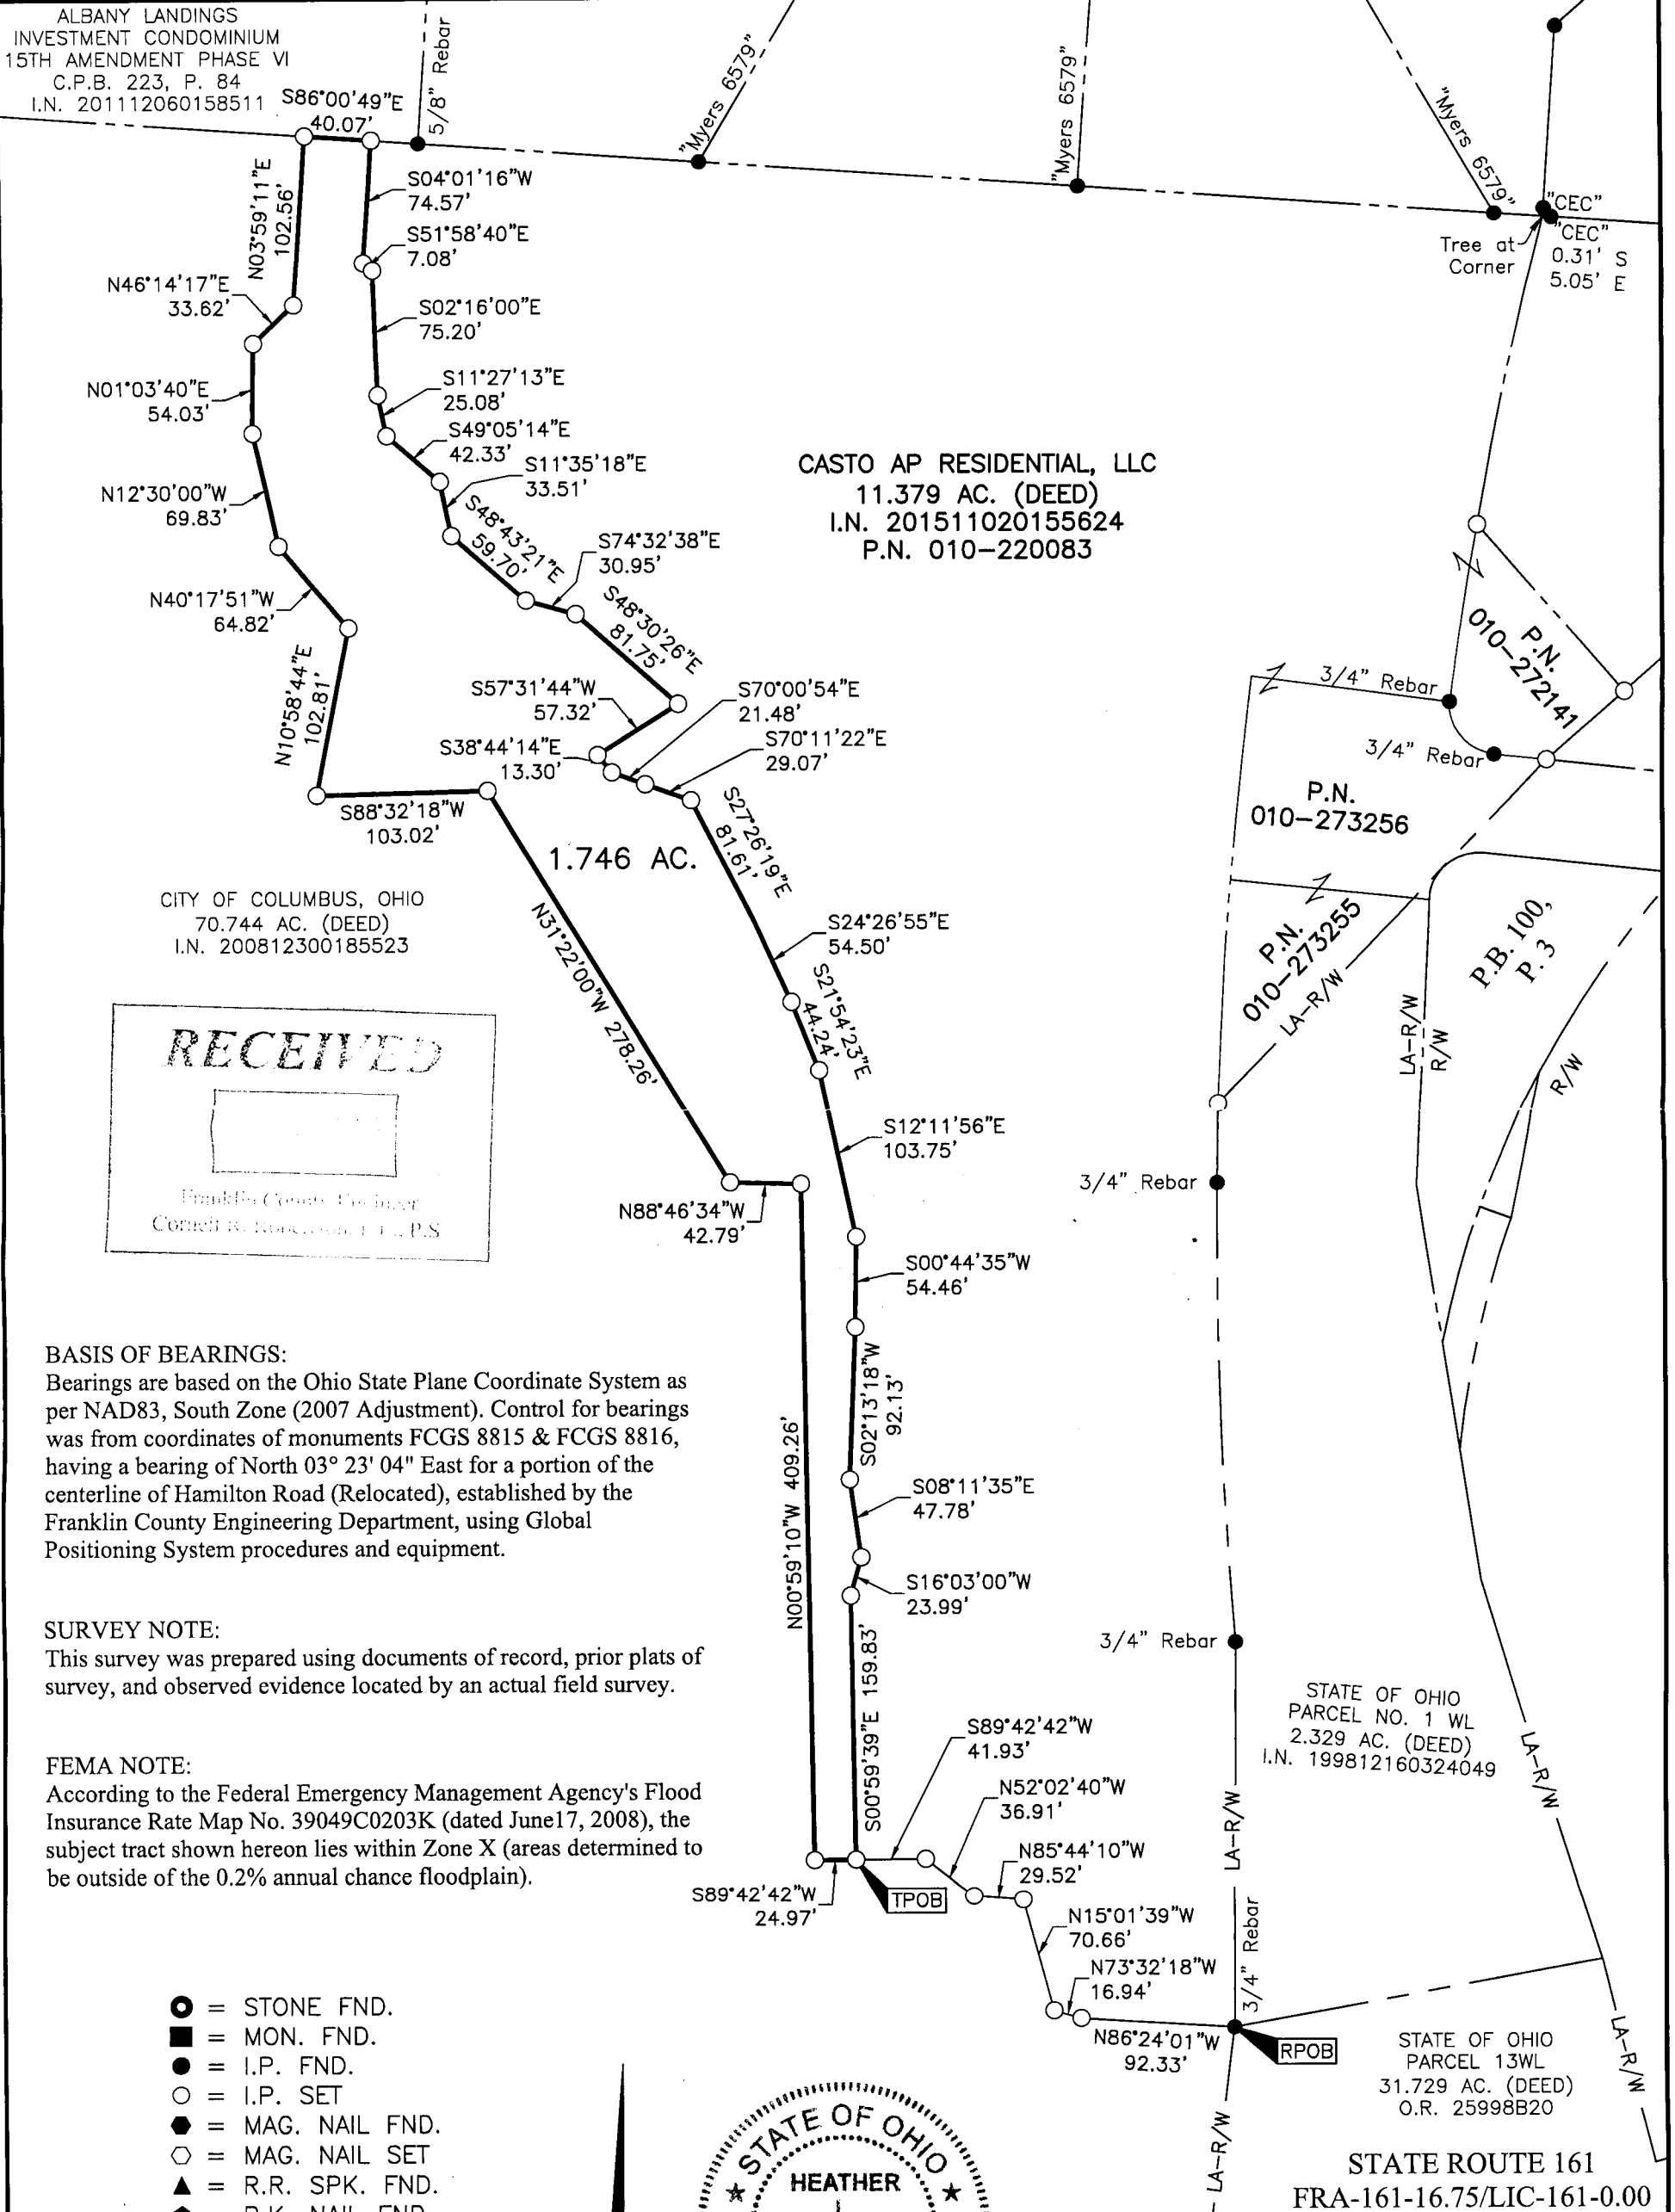 ALBANY LANDINGS
INVESTMENT CONDOMINIUM
15TH AMENDMENT PHASE VI
C.P.B. 223, P. 84
I.N. 201112060158511
S86°00'49"E
40.07'
5/8" Rebar
"Myers 6579"
"Myers 6579"
"Myers 6579"
"CEC"
"CEC"
0.31' S
5.05' E
Tree at
Corner
N03°59'11"E
102.56'
S04°01'16"W
74.57'
S51°58'40"E
7.08'
N46°14'17"E
33.62'
S02°16'00"E
75.20'
N01°03'40"E
54.03'
S11°27'13"E
25.08'
S49°05'14"E
42.33'
S11°35'18"E
33.51'
N12°30'00"W
69.83'
S48°43'21"E
59.70'
S74°32'38"E
30.95'
CASTO AP RESIDENTIAL, LLC
11.379 AC. (DEED)
I.N. 201511020155624
P.N. 010-220083
N40°17'51"W
64.82'
S48°30'26"E
81.75'
N10°58'44"E
102.81'
S57°31'44"W
57.32'
S70°00'54"E
21.48'
S38°44'14"E
13.30'
S70°11'22"E
29.07'
3/4" Rebar
P.N.
010-272141
3/4" Rebar
P.N.
010-273256
S88°32'18"W
103.02'
1.746 AC.
S27°26'19"E
81.61'
CITY OF COLUMBUS, OHIO
70.744 AC. (DEED)
I.N. 200812300185523
N31°22'00"W 278.26'
S24°26'55"E
54.50'
S21°54'23"E
44.24'
P.N.
010-273255
LA-R/W
LA-R/W
R/W
P.B. 100,
P. 3
R/W
RECEIVED
Franklin County Engineer
P.S
S12°11'56"E
103.75'
3/4" Rebar
N88°46'34"W
42.79'
S00°44'35"W
54.46'
BASIS OF BEARINGS:
Bearings are based on the Ohio State Plane Coordinate System as
per NAD83, South Zone (2007 Adjustment). Control for bearings
was from coordinates of monuments FCGS 8815 & FCGS 8816,
having a bearing of North 03° 23' 04" East for a portion of the
centerline of Hamilton Road (Relocated), established by the
Franklin County Engineering Department, using Global
Positioning System procedures and equipment.
N00°59'10"W 409.26'
S02°13'18"W
92.13'
S08°11'35"E
47.78'
S16°03'00"W
23.99'
SURVEY NOTE:
This survey was prepared using documents of record, prior plats of
survey, and observed evidence located by an actual field survey.
3/4" Rebar
S00°59'39"E 159.83'
STATE OF OHIO
PARCEL NO. 1 WL
2.329 AC. (DEED)
I.N. 199812160324049
LA-R/W
FEMA NOTE:
According to the Federal Emergency Management Agency's Flood
Insurance Rate Map No. 39049C0203K (dated June17, 2008), the
subject tract shown hereon lies within Zone X (areas determined to
be outside of the 0.2% annual chance floodplain).
S89°42'42"W
41.93'
N52°02'40"W
36.91'
LA-R/W
N85°44'10"W
29.52'
S89°42'42"W
24.97'
TPOB
N15°01'39"W
70.66'
3/4" Rebar
N73°32'18"W
16.94'
N86°24'01"W
92.33'
RPOB
STATE OF OHIO
PARCEL 13WL
31.729 AC. (DEED)
O.R. 25998B20
LA-R/W
LA-R/W
= STONE FND.
= MON. FND.
= I.P. FND.
= I.P. SET
= MAG. NAIL FND.
= MAG. NAIL SET
= R.R. SPK. FND.
= P.K. NAIL FND.
STATE OF OHIO
HEATHER
STATE ROUTE 161
FRA-161-16.75/LIC-161-0.00